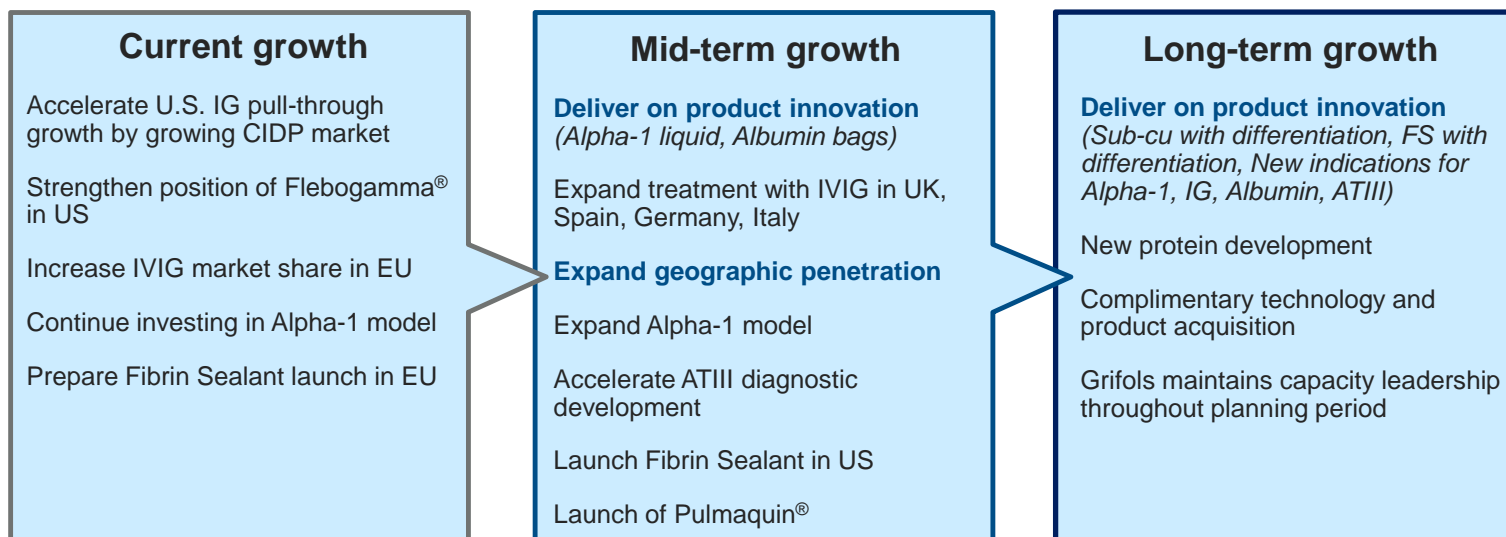 Current growth
Accelerate U.S. IG pull-through
growth by growing CIDP market
Strengthen position of Flebogamma®
in US
Increase IVIG market share in EU
Continue investing in Alpha-1 model
Prepare Fibrin Sealant launch in EU
Mid-term growth
Deliver on product innovation
(Alpha-1 liquid, Albumin bags)
Expand treatment with IVIG in UK,
Spain, Germany, Italy
Expand geographic penetration
Expand Alpha-1 model
Accelerate ATIII diagnostic
development
Launch Fibrin Sealant in US
Launch of Pulmaquin®
Long-term growth
Deliver on product innovation
(Sub-cu with differentiation, FS with
differentiation, New indications for
Alpha-1, IG, Albumin, ATIII)
New protein development
Complimentary technology and
product acquisition
Grifols maintains capacity leadership
throughout planning period